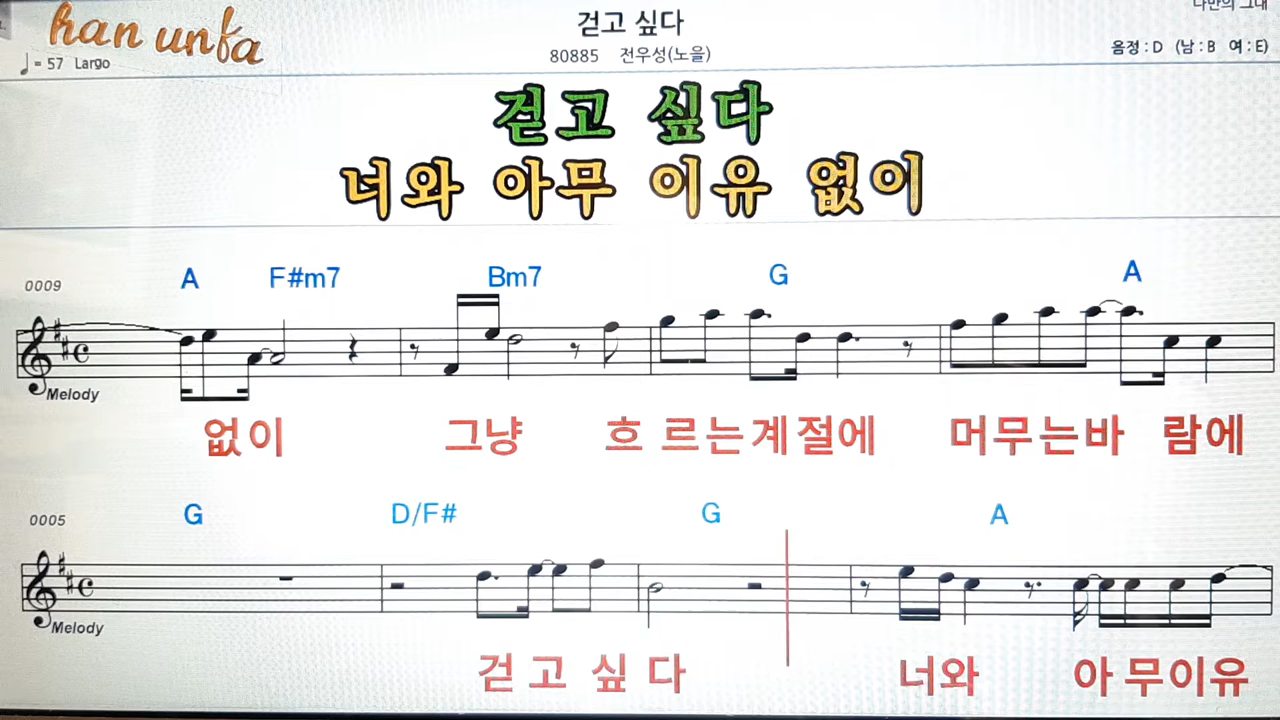 han unfa
걷고 싶다
나만의 그대
♩= 57 Largo
80885 전우성(노을)
음정 : D (남 : B 여 : E)
걷고 싶다
너와 아무 이유 없이
0009 A F#m7 Bm7 G A
Melody
없이 그냥 흐 르는계절에 머무는바 람에
0005 G D/F# G A
Melody
걷고 싶 다 너와 아 무이유